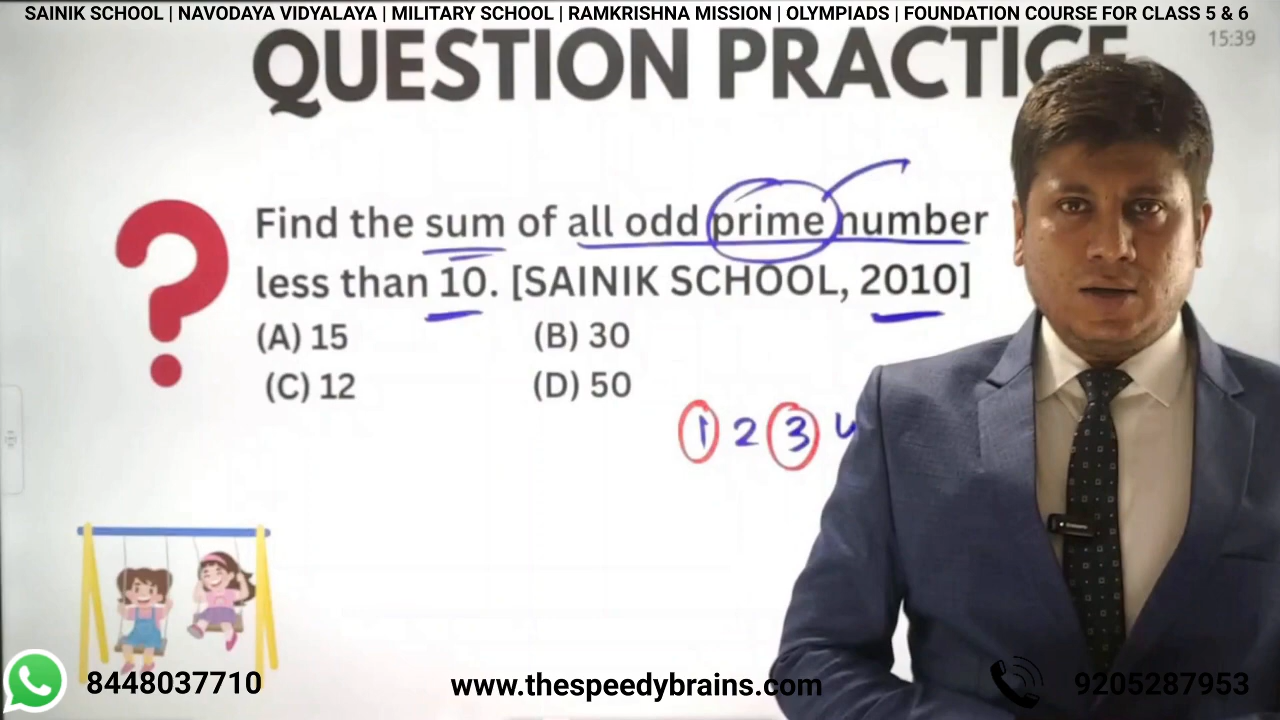 SAINIK SCHOOL | NAVODAYA VIDYALAYA | MILITARY SCHOOL | RAMKRISHNA MISSION | OLYMPIADS | FOUNDATION COURSE FOR CLASS 5 & 6
15:39
QUESTION PRACTICE
Find the sum of all odd prime number
less than 10. [SAINIK SCHOOL, 2010]
(A) 15 (B) 30
(C) 12 (D) 50
1 2 3 4
8448037710 www.thespeedybrains.com 9205287953